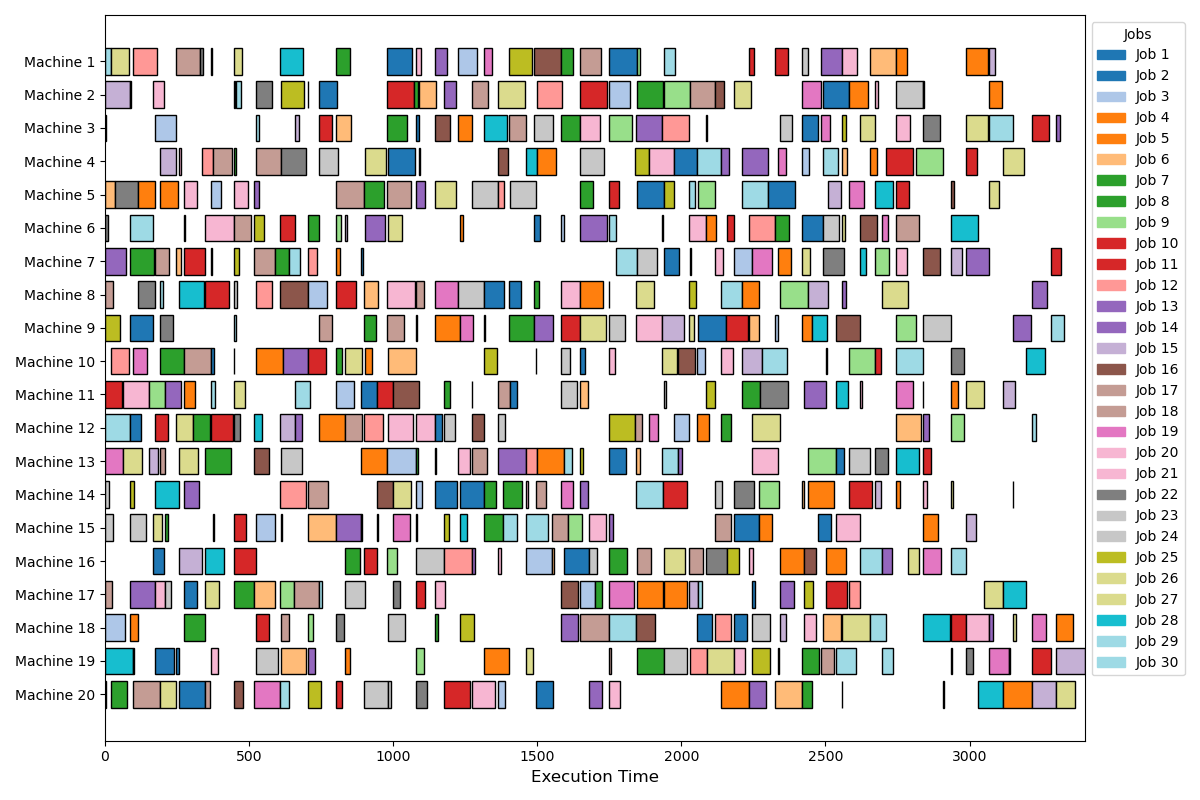 Machine 1
Machine 2
Machine 3
Machine 4
Machine 5
Machine 6
Machine 7
Machine 8
Machine 9
Machine 10
Machine 11
Machine 12
Machine 13
Machine 14
Machine 15
Machine 16
Machine 17
Machine 18
Machine 19
Machine 20
0 500 1000 1500 2000 2500 3000
Execution Time
Jobs
Job 1
Job 2
Job 3
Job 4
Job 5
Job 6
Job 7
Job 8
Job 9
Job 10
Job 11
Job 12
Job 13
Job 14
Job 15
Job 16
Job 17
Job 18
Job 19
Job 20
Job 21
Job 22
Job 23
Job 24
Job 25
Job 26
Job 27
Job 28
Job 29
Job 30